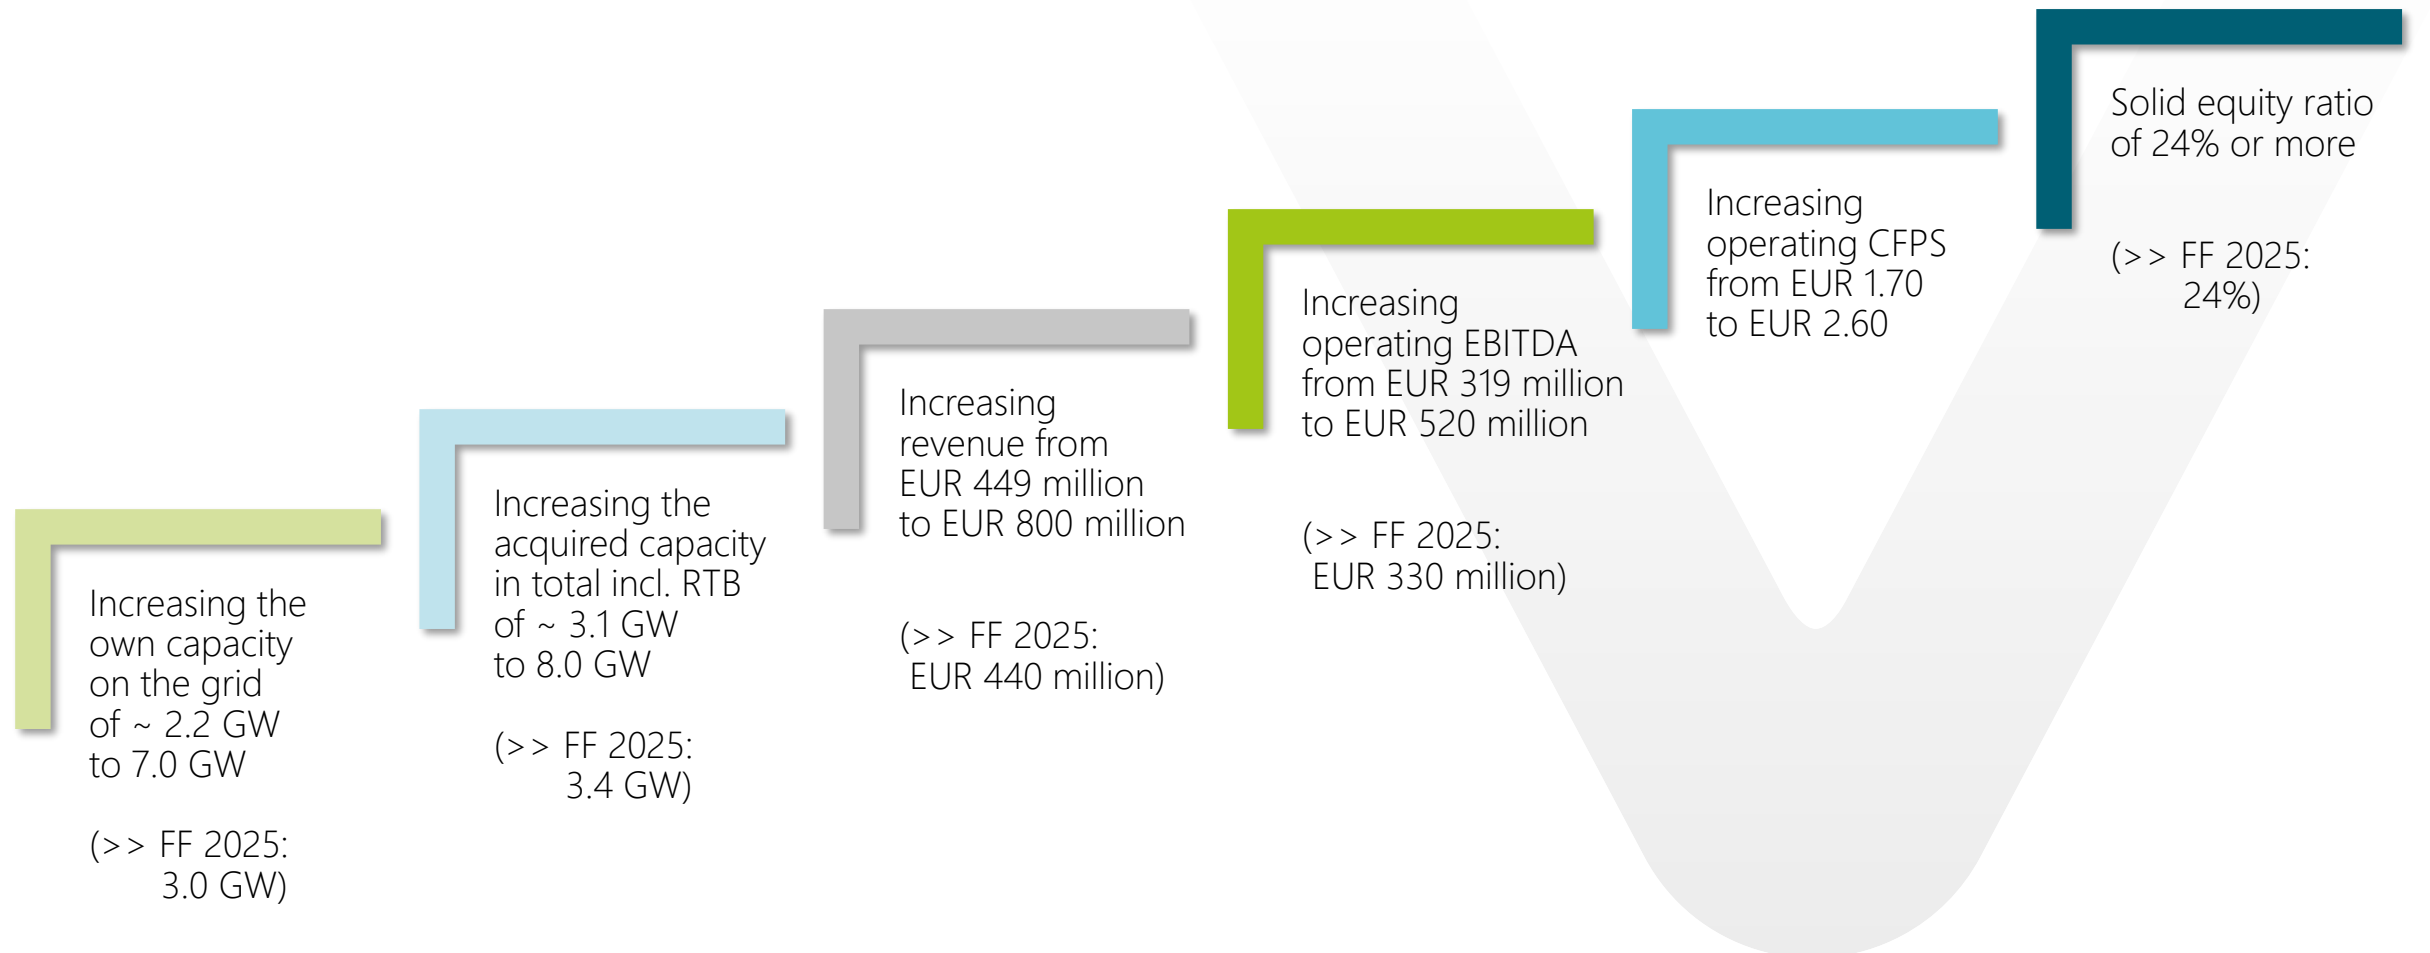 Increasing the
own capacity
on the grid
of ~ 2.2 GW
to 7.0 GW
(>> FF 2025:
3.0 GW)
Increasing the
acquired capacity
in total incl. RTB
of ~ 3.1 GW
to 8.0 GW
(>> FF 2025:
3.4 GW)
Increasing
revenue from
EUR 449 million
to EUR 800 million
(>> FF 2025:
EUR 440 million)
Increasing
operating EBITDA
from EUR 319 million
to EUR 520 million
(>> FF 2025:
EUR 330 million)
Increasing
operating CFPS
from EUR 1.70
to EUR 2.60
Solid equity ratio
of 24% or more
(>> FF 2025:
24%)